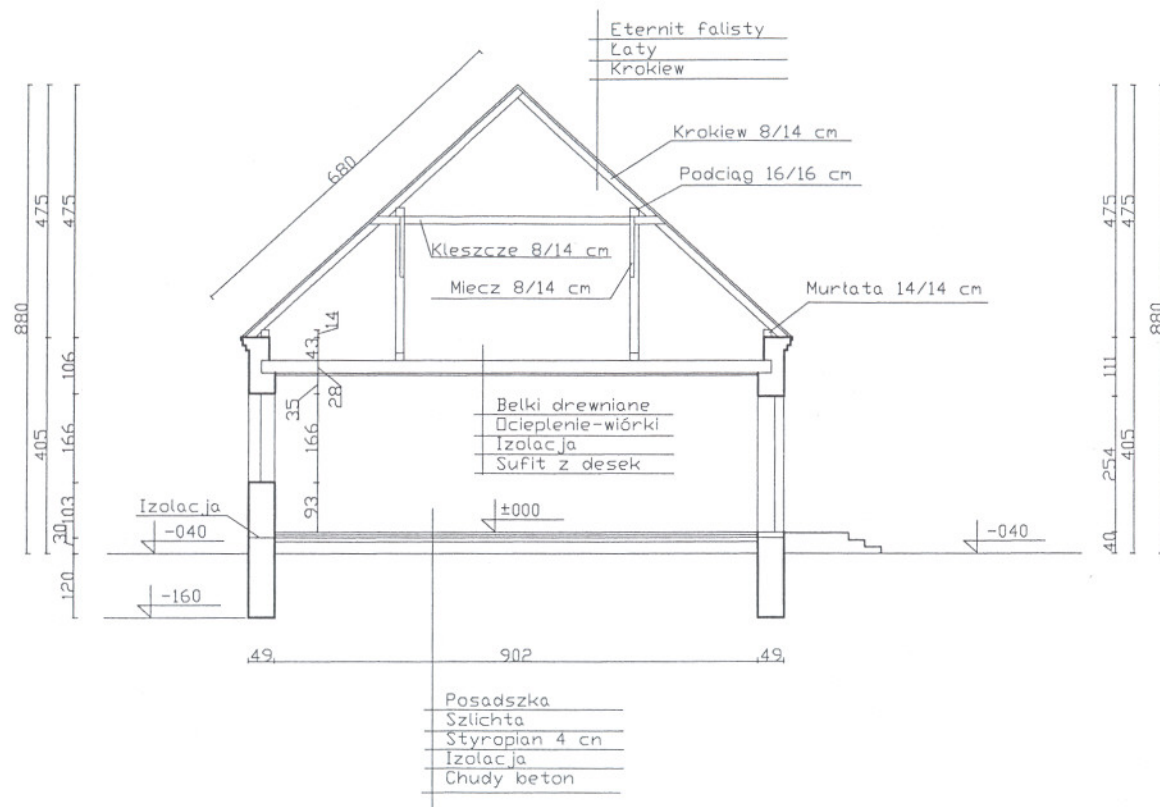 Eternit falisty
Łaty
Krokiew
Krokiew 8/14 cm
Podciąg 16/16 cm
680
475
475
475
475
Kleszcze 8/14 cm
Miecz 8/14 cm
Murłata 14/14 cm
880
880
14
43
106
111
28
35
Belki drewniane
Ocieplenie-wiórki
Izolacja
Sufit z desek
166
166
405
405
254
Izolacja
103
93
±000
30
-040
-040
40
120
-160
49
902
49
Posadszka
Szlichta
Styropian 4 cn
Izolacja
Chudy beton